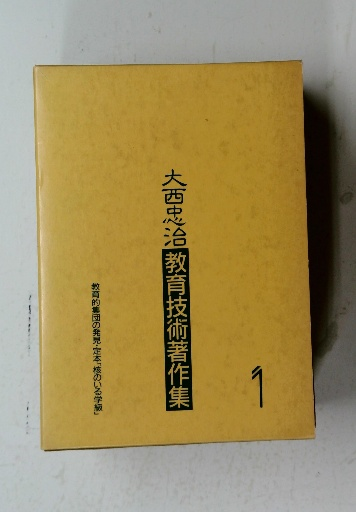 大西忠治
教育技術著作集
1
教育的集団の発見・定本「核のいる学級」